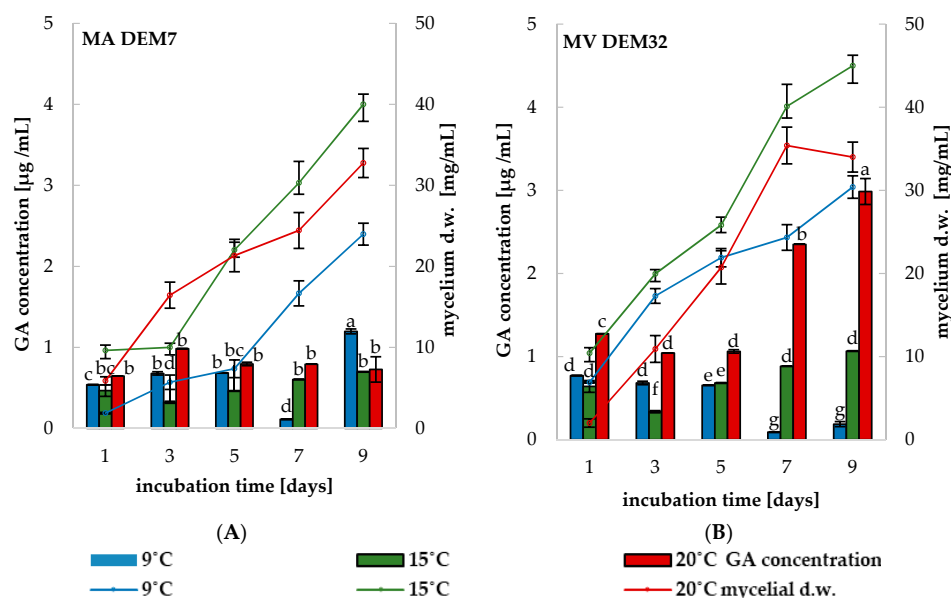 MA DEM7
5
4
3
2
1
0
GA concentration [µg /mL]
50
40
30
20
10
0
mycelium d.w. [mg/mL]
c bc b
b d b
b bc b
d b b
a b b
1 3 5 7 9
incubation time [days]
(A)
MV DEM32
5
4
3
2
1
0
GA concentration [µg /mL]
50
40
30
20
10
0
mycelium d.w. [mg/mL]
d d c
d f d
e e d
g d b
g d a
1 3 5 7 9
incubation time [days]
(B)
9°C 15°C 20°C GA concentration
9°C 15°C 20°C mycelial d.w.